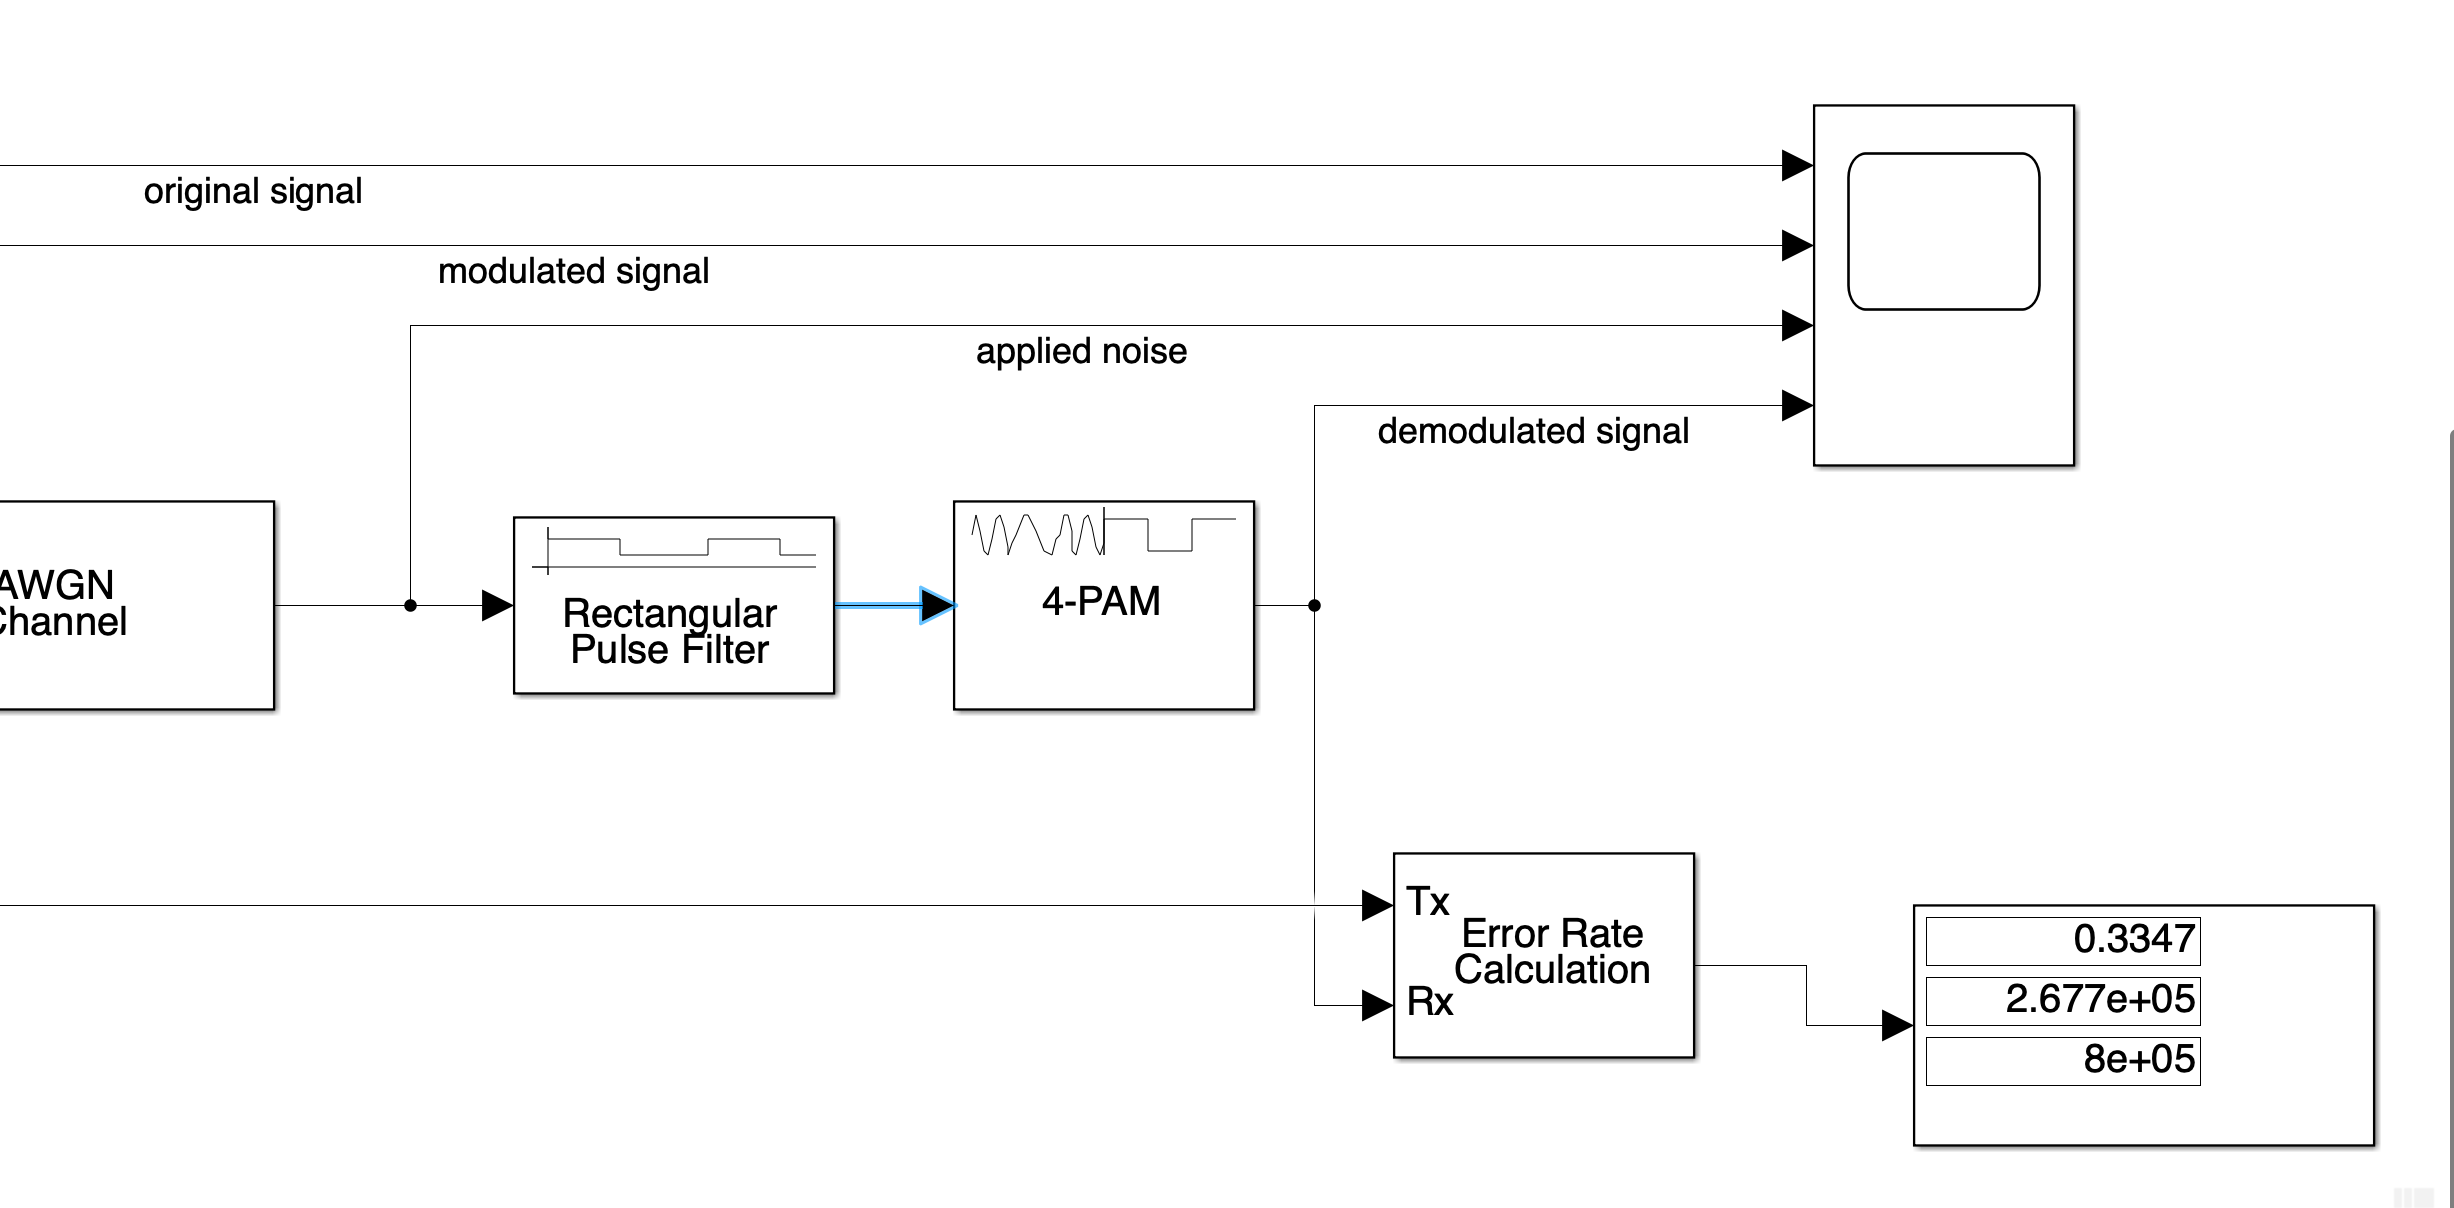 original signal
modulated signal
applied noise
demodulated signal
AWGN
Channel
Rectangular
Pulse Filter
4-PAM
Tx
Error Rate
Calculation
Rx
0.3347
2.677e+05
8e+05